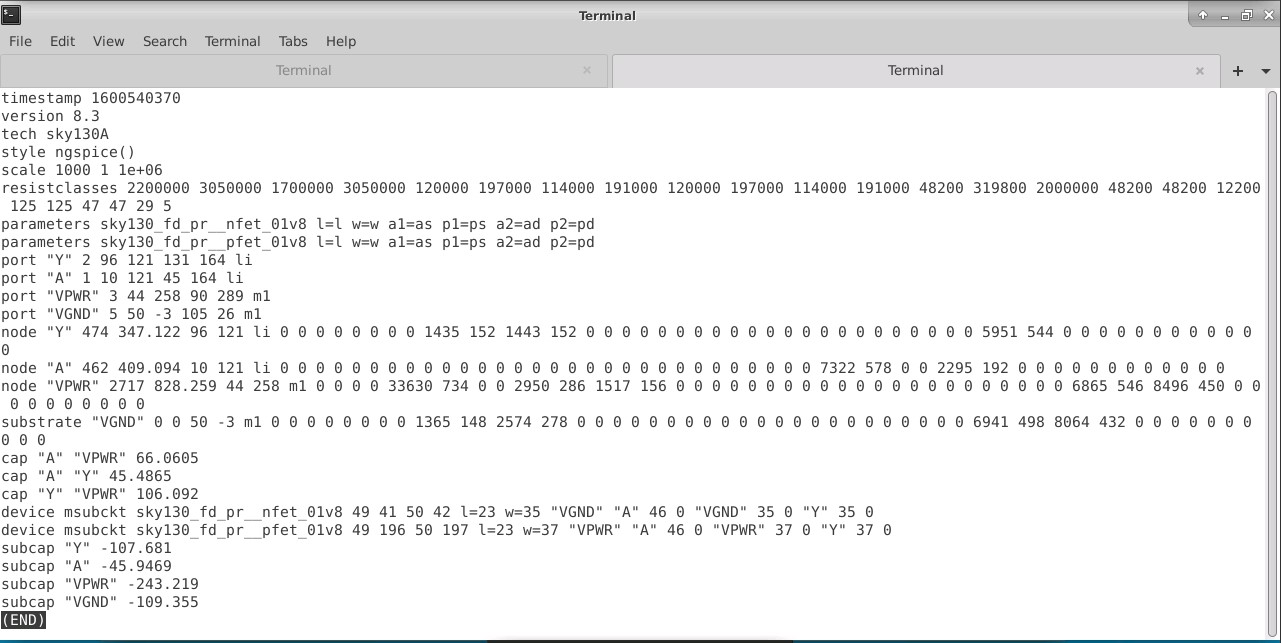 Terminal
File Edit View Search Terminal Tabs Help
Terminal Terminal
timestamp 1600540370
version 8.3
tech sky130A
style ngspice()
scale 1000 1 1e+06
resistclasses 2200000 3050000 1700000 3050000 120000 197000 114000 191000 120000 197000 114000 191000 48200 319800 2000000 48200 48200 12200
 125 125 47 47 29 5
parameters sky130_fd_pr__nfet_01v8 l=l w=w a1=as p1=ps a2=ad p2=pd
parameters sky130_fd_pr__pfet_01v8 l=l w=w a1=as p1=ps a2=ad p2=pd
port "Y" 2 96 121 131 164 li
port "A" 1 10 121 45 164 li
port "VPWR" 3 44 258 90 289 m1
port "VGND" 5 50 -3 105 26 m1
node "Y" 474 347.122 96 121 li 0 0 0 0 0 0 0 0 1435 152 1443 152 0 0 0 0 0 0 0 0 0 0 0 0 0 0 0 0 0 0 0 0 0 0 5951 544 0 0 0 0 0 0 0 0 0 0 0
0
node "A" 462 409.094 10 121 li 0 0 0 0 0 0 0 0 0 0 0 0 0 0 0 0 0 0 0 0 0 0 0 0 0 0 0 0 0 0 7322 578 0 0 2295 192 0 0 0 0 0 0 0 0 0 0 0 0
node "VPWR" 2717 828.259 44 258 m1 0 0 0 0 33630 734 0 0 2950 286 1517 156 0 0 0 0 0 0 0 0 0 0 0 0 0 0 0 0 0 0 0 0 0 0 6865 546 8496 450 0 0
 0 0 0 0 0 0 0 0
substrate "VGND" 0 0 50 -3 m1 0 0 0 0 0 0 0 0 1365 148 2574 278 0 0 0 0 0 0 0 0 0 0 0 0 0 0 0 0 0 0 0 0 0 0 6941 498 8064 432 0 0 0 0 0 0 0
0 0 0
cap "A" "VPWR" 66.0605
cap "A" "Y" 45.4865
cap "Y" "VPWR" 106.092
device msubckt sky130_fd_pr__nfet_01v8 49 41 50 42 l=23 w=35 "VGND" "A" 46 0 "VGND" 35 0 "Y" 35 0
device msubckt sky130_fd_pr__pfet_01v8 49 196 50 197 l=23 w=37 "VPWR" "A" 46 0 "VPWR" 37 0 "Y" 37 0
subcap "Y" -107.681
subcap "A" -45.9469
subcap "VPWR" -243.219
subcap "VGND" -109.355
(END)